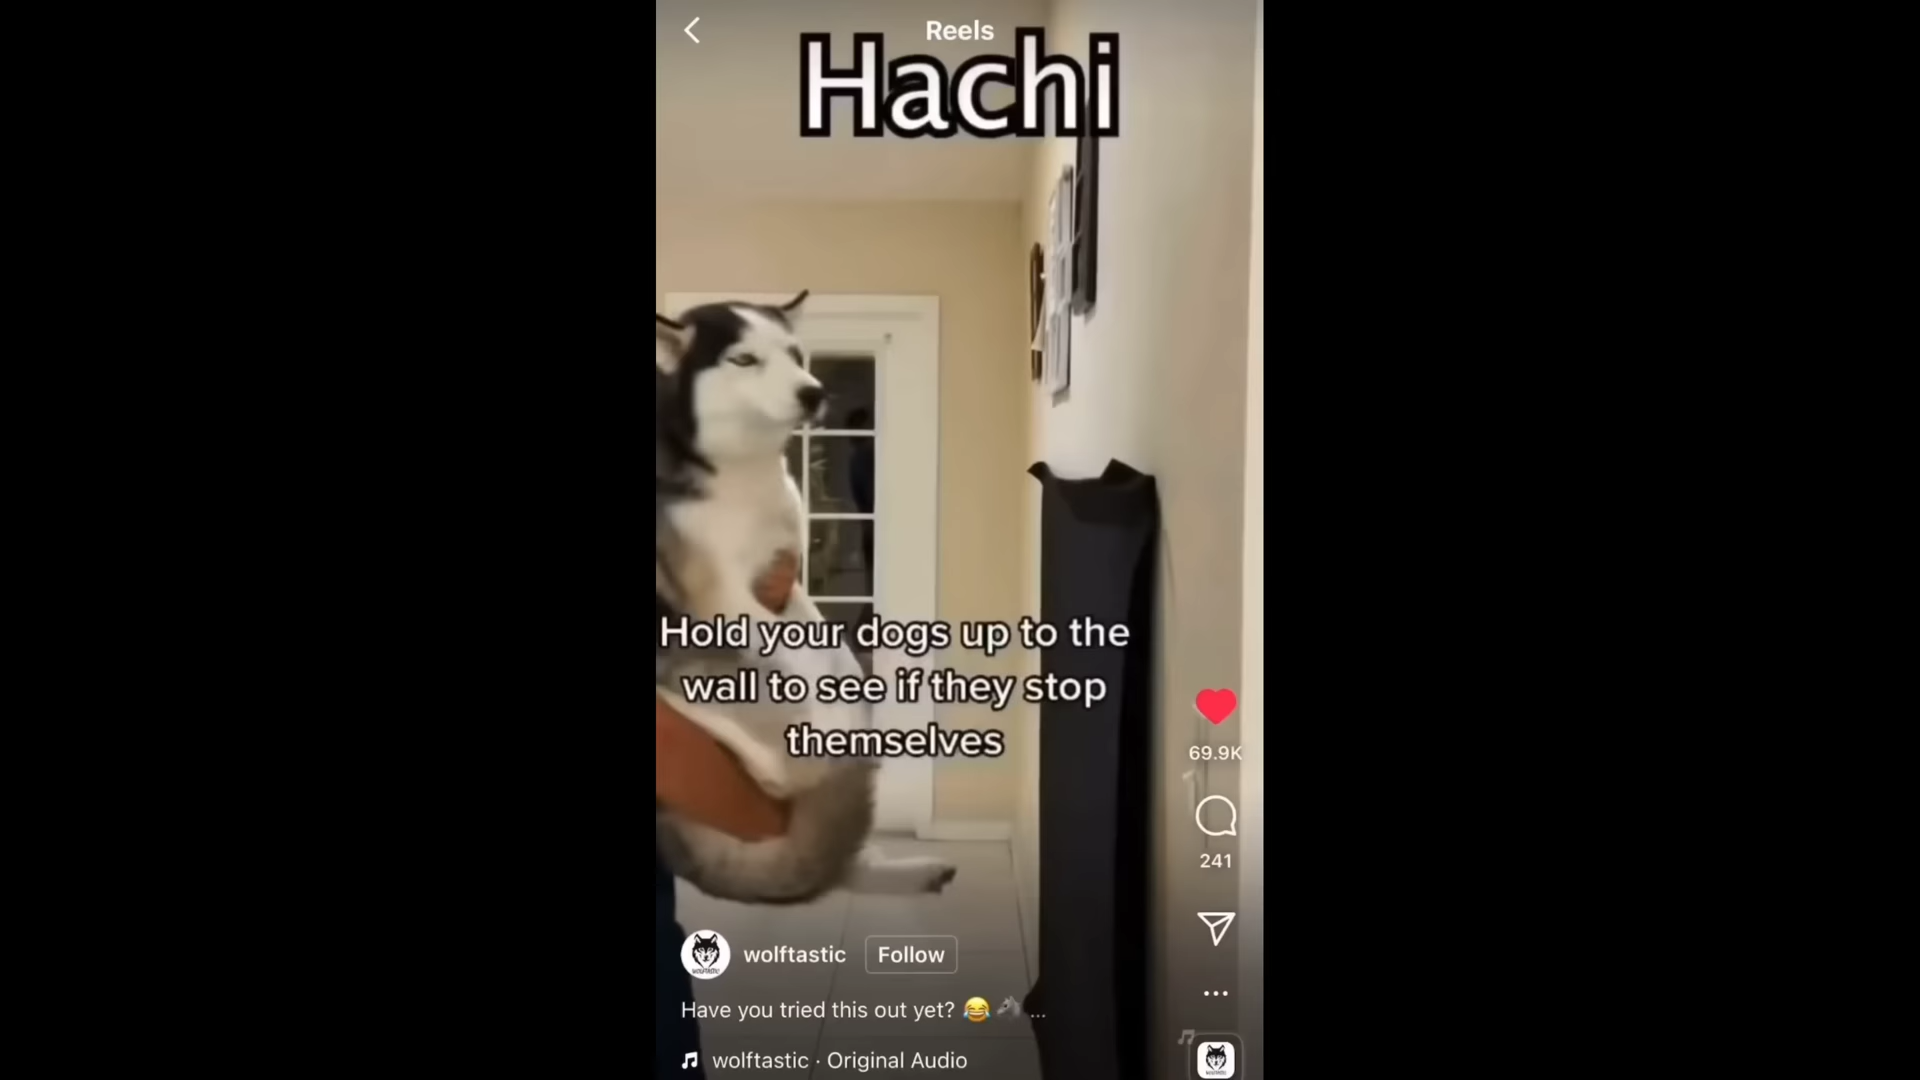 Reels
Hachi
Hold your dogs up to the
wall to see if they stop
themselves
69.9K
241
wolftastic
Follow
Have you tried this out yet? 😂🐺 ...
wolftastic · Original Audio